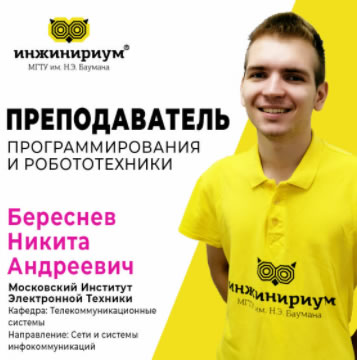 инжинириум®
МГТУ им. Н.Э. Баумана
ПРЕПОДАВАТЕЛЬ
ПРОГРАММИРОВАНИЯ
И РОБОТОТЕХНИКИ
Береснев
Никита
Андреевич
Московский Институт
Электронной Техники
Кафедра: Телекоммуникационные
системы
Направление: Сети и системы
инфокоммуникаций
инжинириум
МГТУ им. Н.Э. Баумана